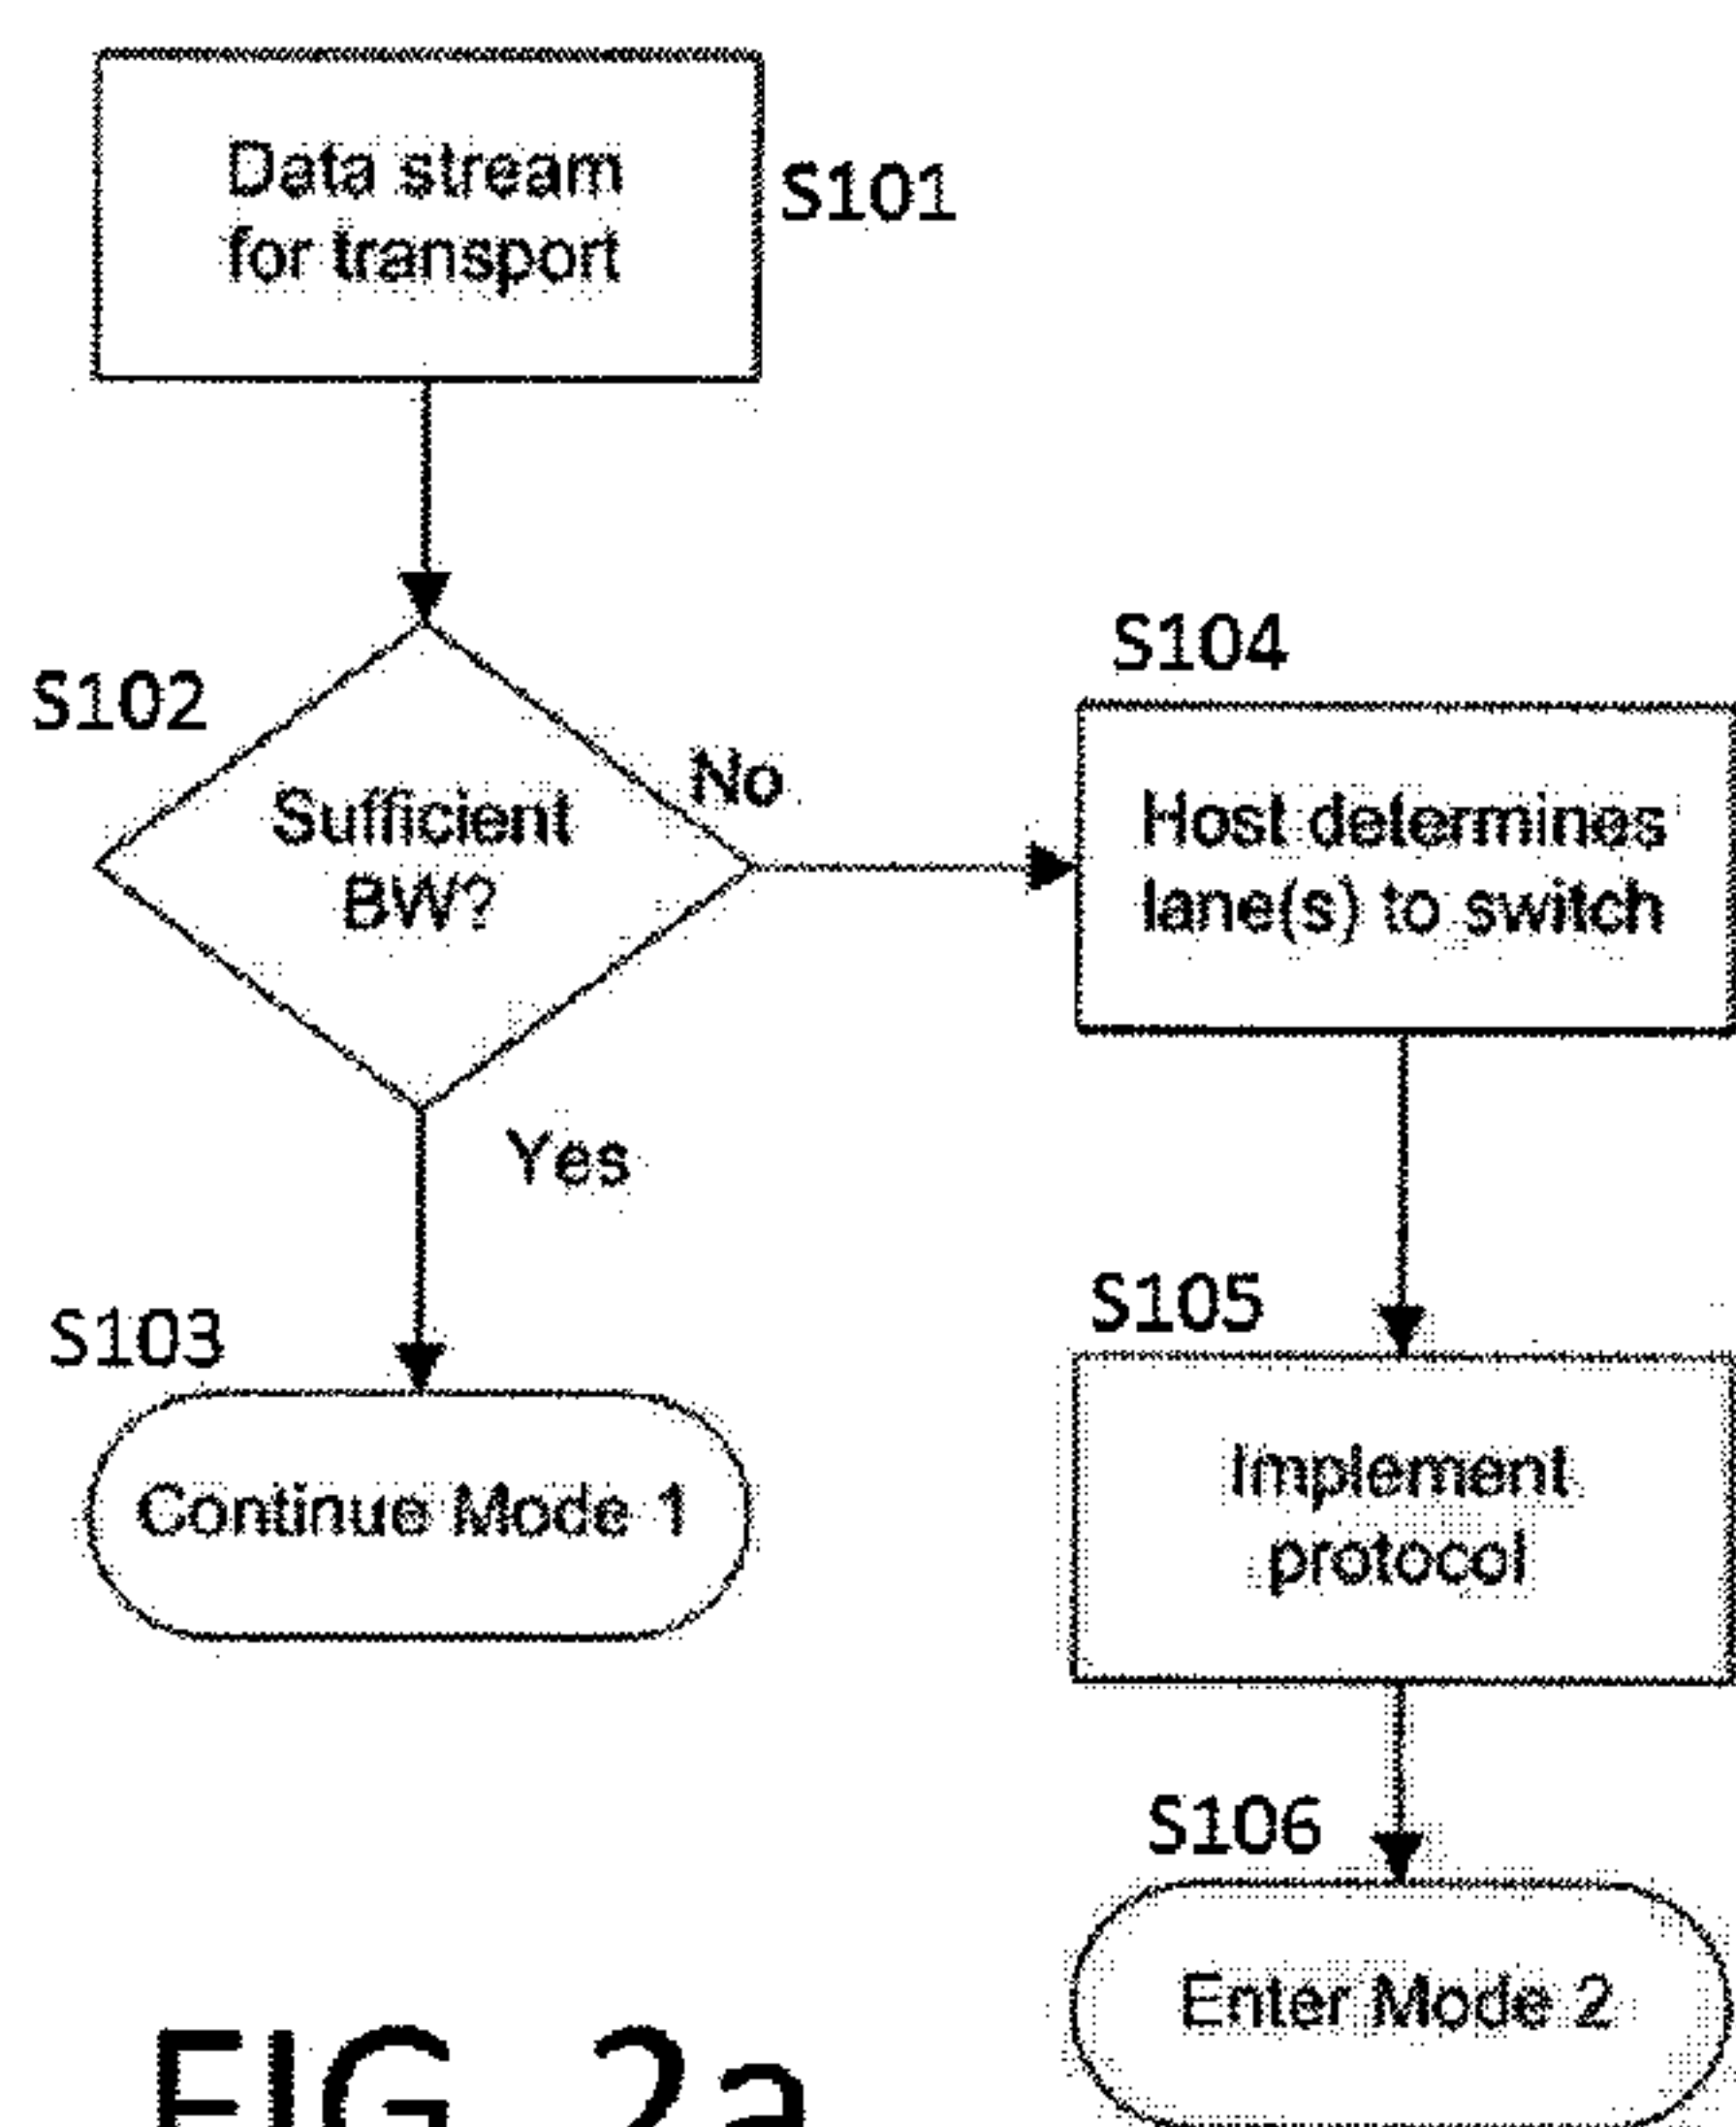 Data stream
for transport
S101
S102
Sufficient
BW?
No
Yes
S103
Continue Mode 1
S104
Host determines
lane(s) to switch
S105
Implement
protocol
S106
Enter Mode 2
FIG. 2a